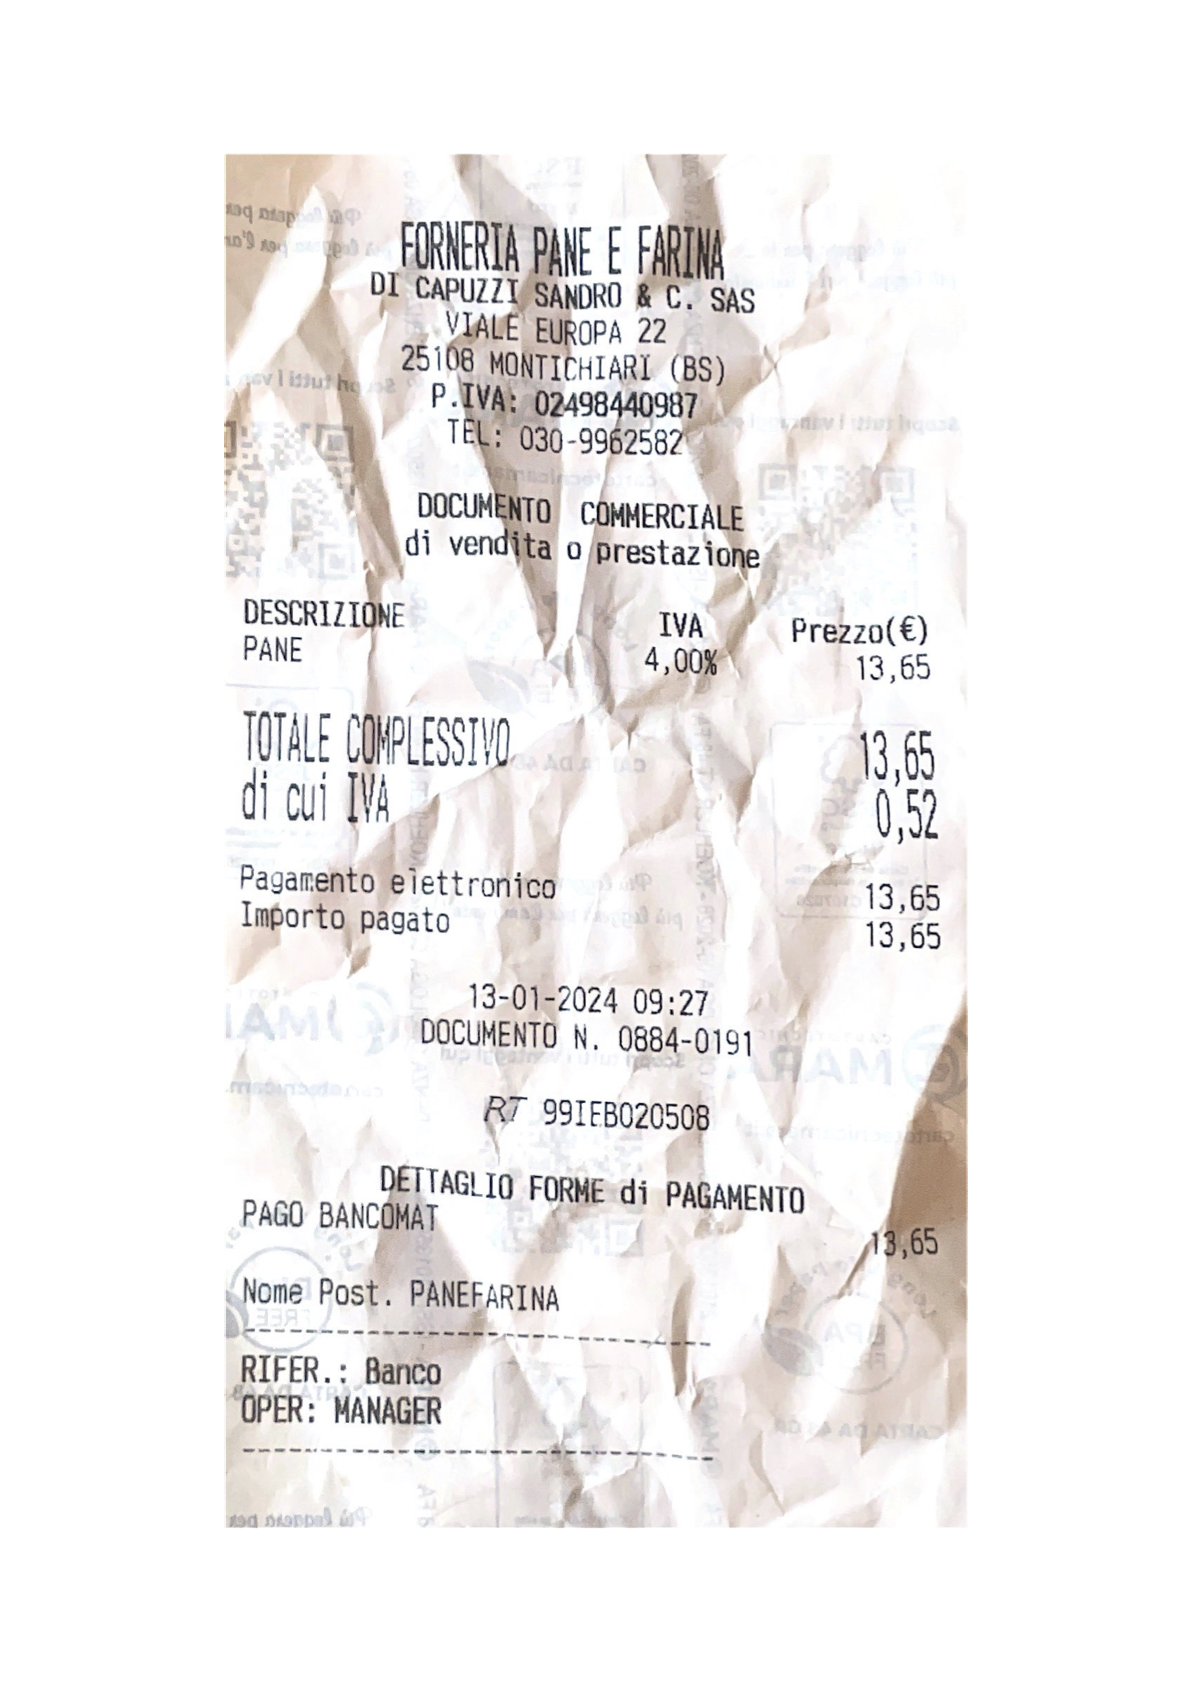 FORNERIA PANE E FARINA
DI CAPUZZI SANDRO & C. SAS
VIALE EUROPA 22
25108 MONTICHIARI (BS)
P.IVA: 02498440987
TEL: 030-9962582
DOCUMENTO COMMERCIALE
di vendita o prestazione
DESCRIZIONE IVA Prezzo(€)
PANE 4,00% 13,65
TOTALE COMPLESSIVO 13,65
di cui IVA 0,52
Pagamento elettronico 13,65
Importo pagato 13,65
13-01-2024 09:27
DOCUMENTO N. 0884-0191
RT 99IEB020508
DETTAGLIO FORME di PAGAMENTO
PAGO BANCOMAT 13,65
Nome Post. PANEFARINA
--------------------------------
RIFER.: Banco
OPER: MANAGER
--------------------------------